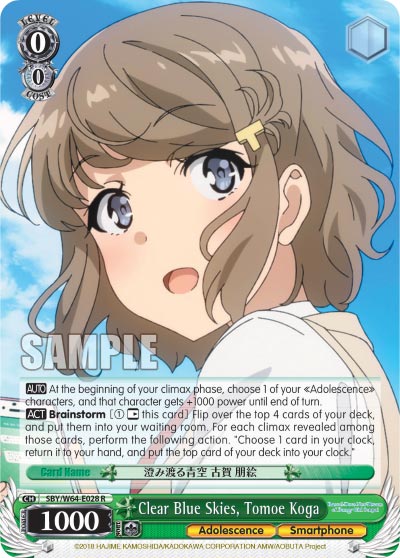 LEVEL
0
0
COST
SAMPLE
AUTO At the beginning of your climax phase, choose 1 of your «Adolescence» characters, and that character gets +1000 power until end of turn.
ACT Brainstorm [① this card] Flip over the top 4 cards of your deck, and put them into your waiting room. For each climax revealed among those cards, perform the following action. "Choose 1 card in your clock, return it to your hand, and put the top card of your deck into your clock."
Card Name 澄み渡る青空 古賀 朋絵
CH SBY/W64-E028 R
Clear Blue Skies, Tomoe Koga
POWER
1000
Adolescence Smartphone
©2018 HAJIME KAMOSHIDA/KADOKAWA CORPORATION AMW/AOBUTA Project